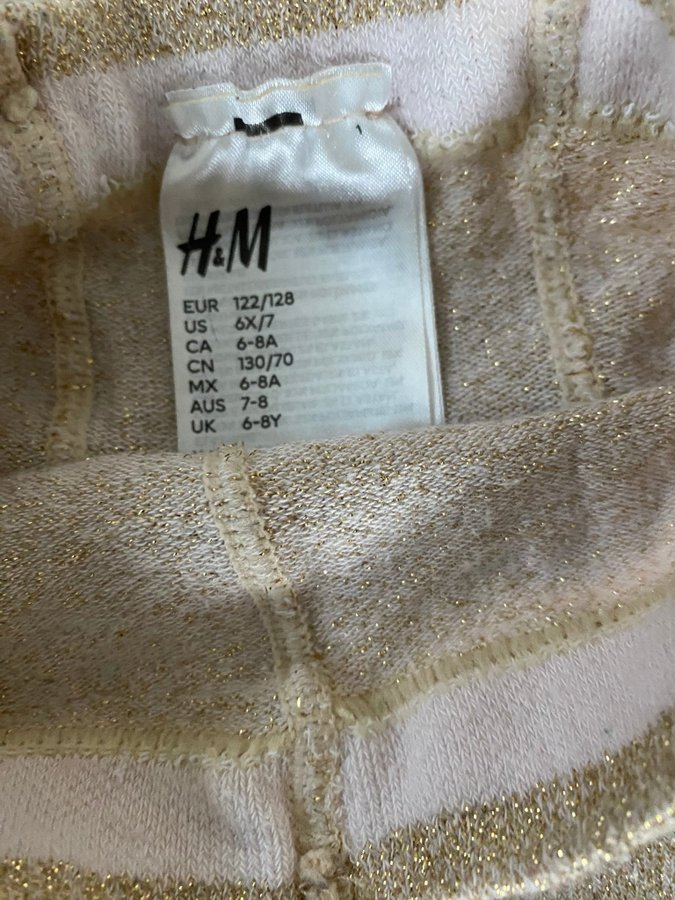 H&M
EUR 122/128
US 6X/7
CA 6-8A
CN 130/70
MX 6-8A
AUS 7-8
UK 6-8Y